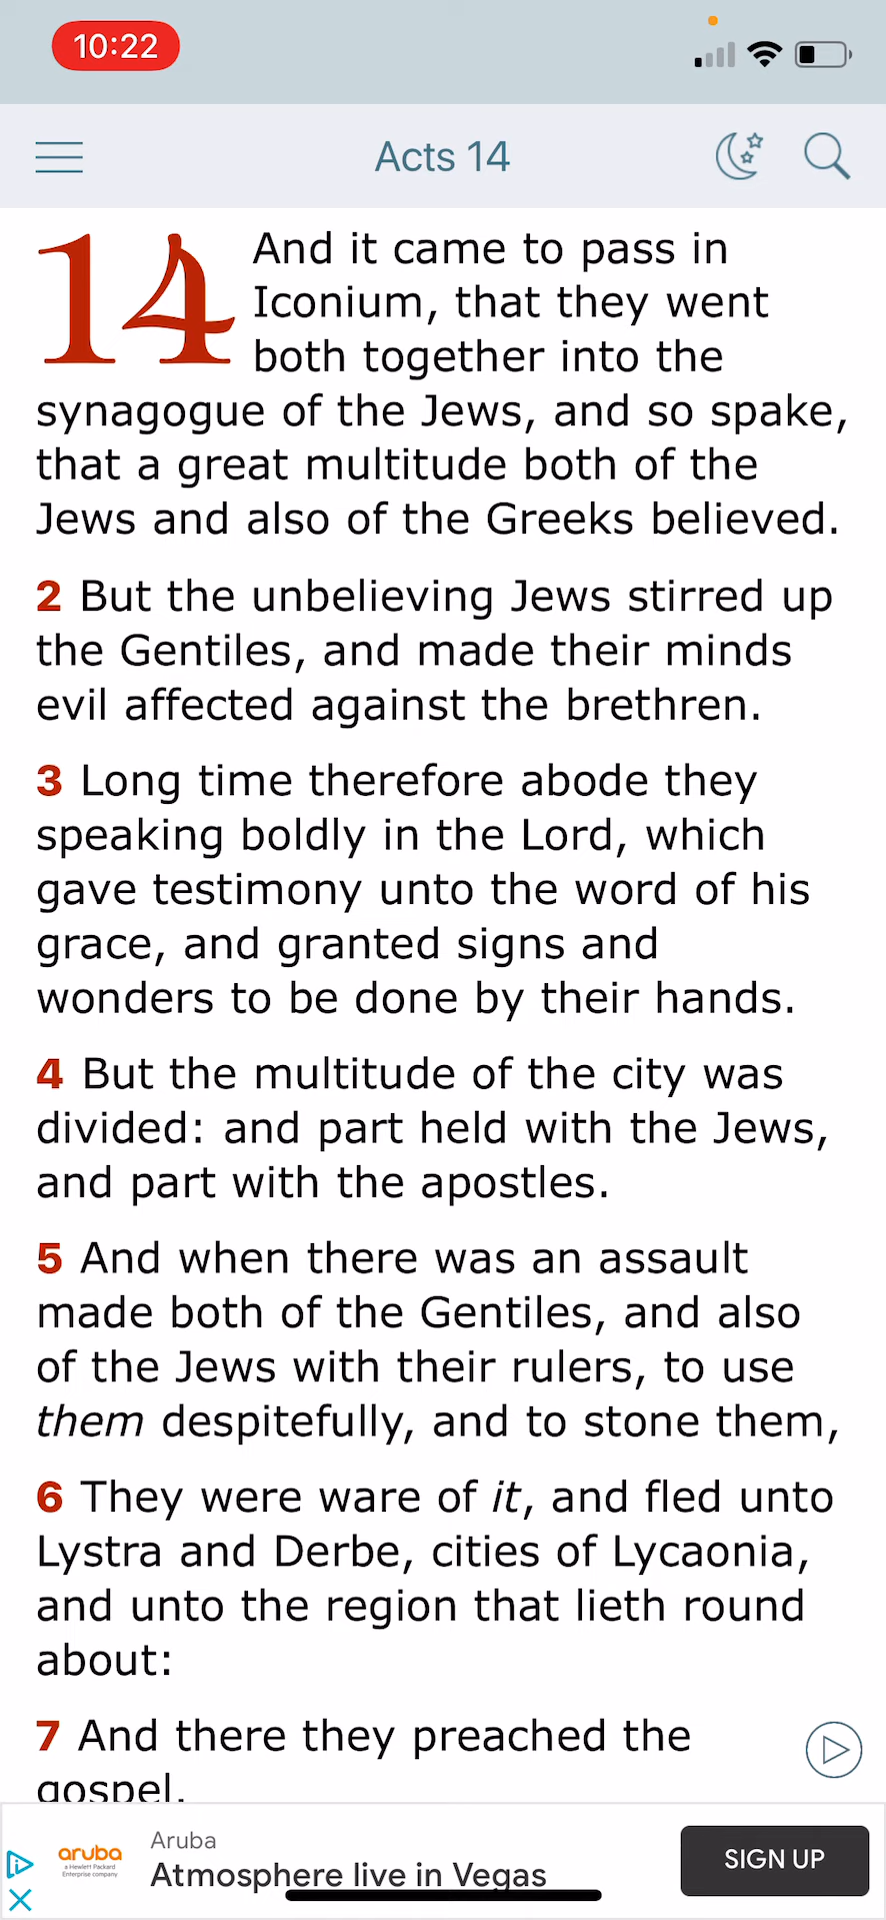 10:22
Acts 14
14 And it came to pass in
Iconium, that they went
both together into the
synagogue of the Jews, and so spake,
that a great multitude both of the
Jews and also of the Greeks believed.
2 But the unbelieving Jews stirred up
the Gentiles, and made their minds
evil affected against the brethren.
3 Long time therefore abode they
speaking boldly in the Lord, which
gave testimony unto the word of his
grace, and granted signs and
wonders to be done by their hands.
4 But the multitude of the city was
divided: and part held with the Jews,
and part with the apostles.
5 And when there was an assault
made both of the Gentiles, and also
of the Jews with their rulers, to use
them despitefully, and to stone them,
6 They were ware of it, and fled unto
Lystra and Derbe, cities of Lycaonia,
and unto the region that lieth round
about:
7 And there they preached the
gospel.
aruba
a Hewlett Packard
Enterprise company
Aruba
Atmosphere live in Vegas
SIGN UP